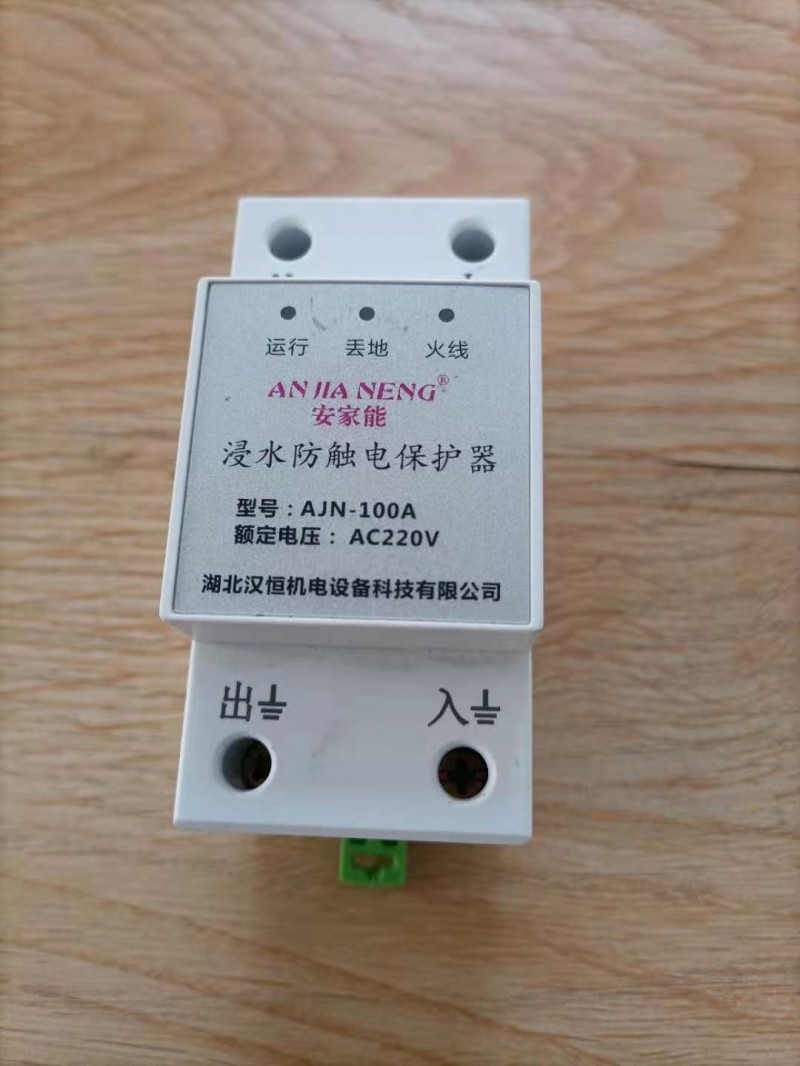 N L
运行 丢地 火线
AN JIA NENG®
安家能
浸水防触电保护器
型号：AJN-100A
额定电压： AC220V
湖北汉恒机电设备科技有限公司
出⏚ 入⏚